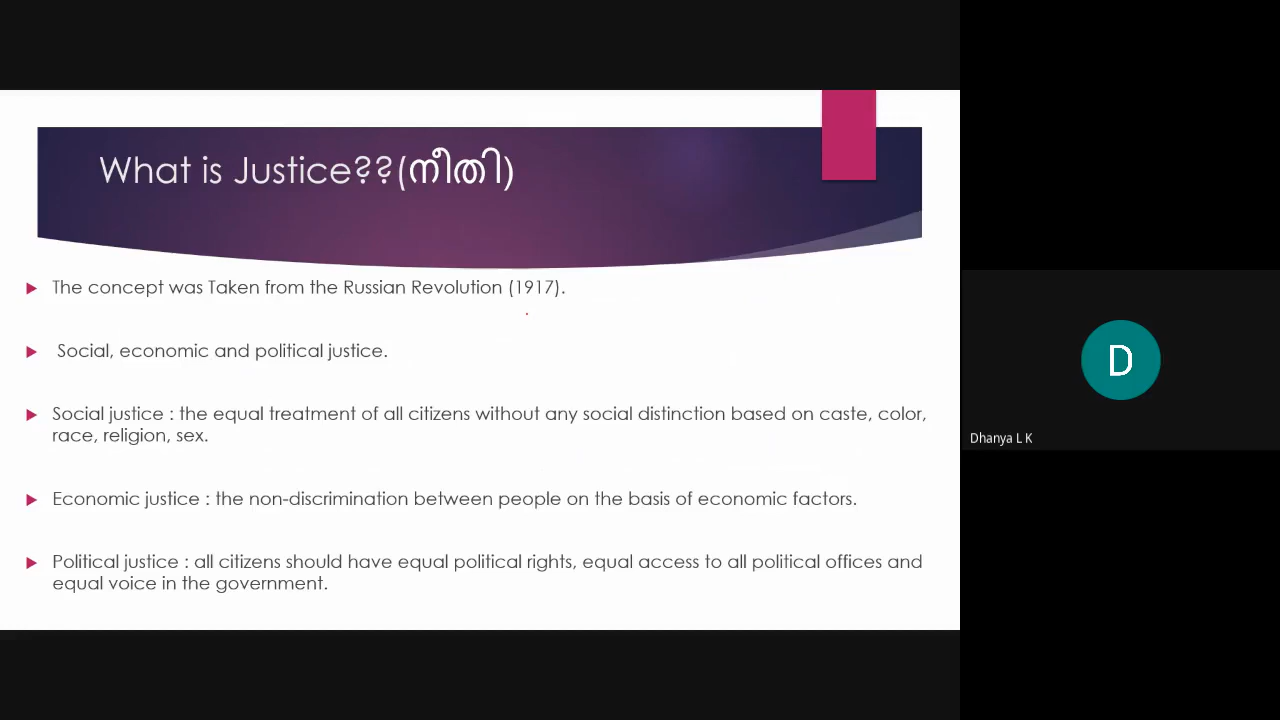 What is Justice??(നീതി)
The concept was Taken from the Russian Revolution (1917).
Social, economic and political justice.
Social justice : the equal treatment of all citizens without any social distinction based on caste, color,
race, religion, sex.
Economic justice : the non-discrimination between people on the basis of economic factors.
Political justice : all citizens should have equal political rights, equal access to all political offices and
equal voice in the government.
D
Dhanya L K